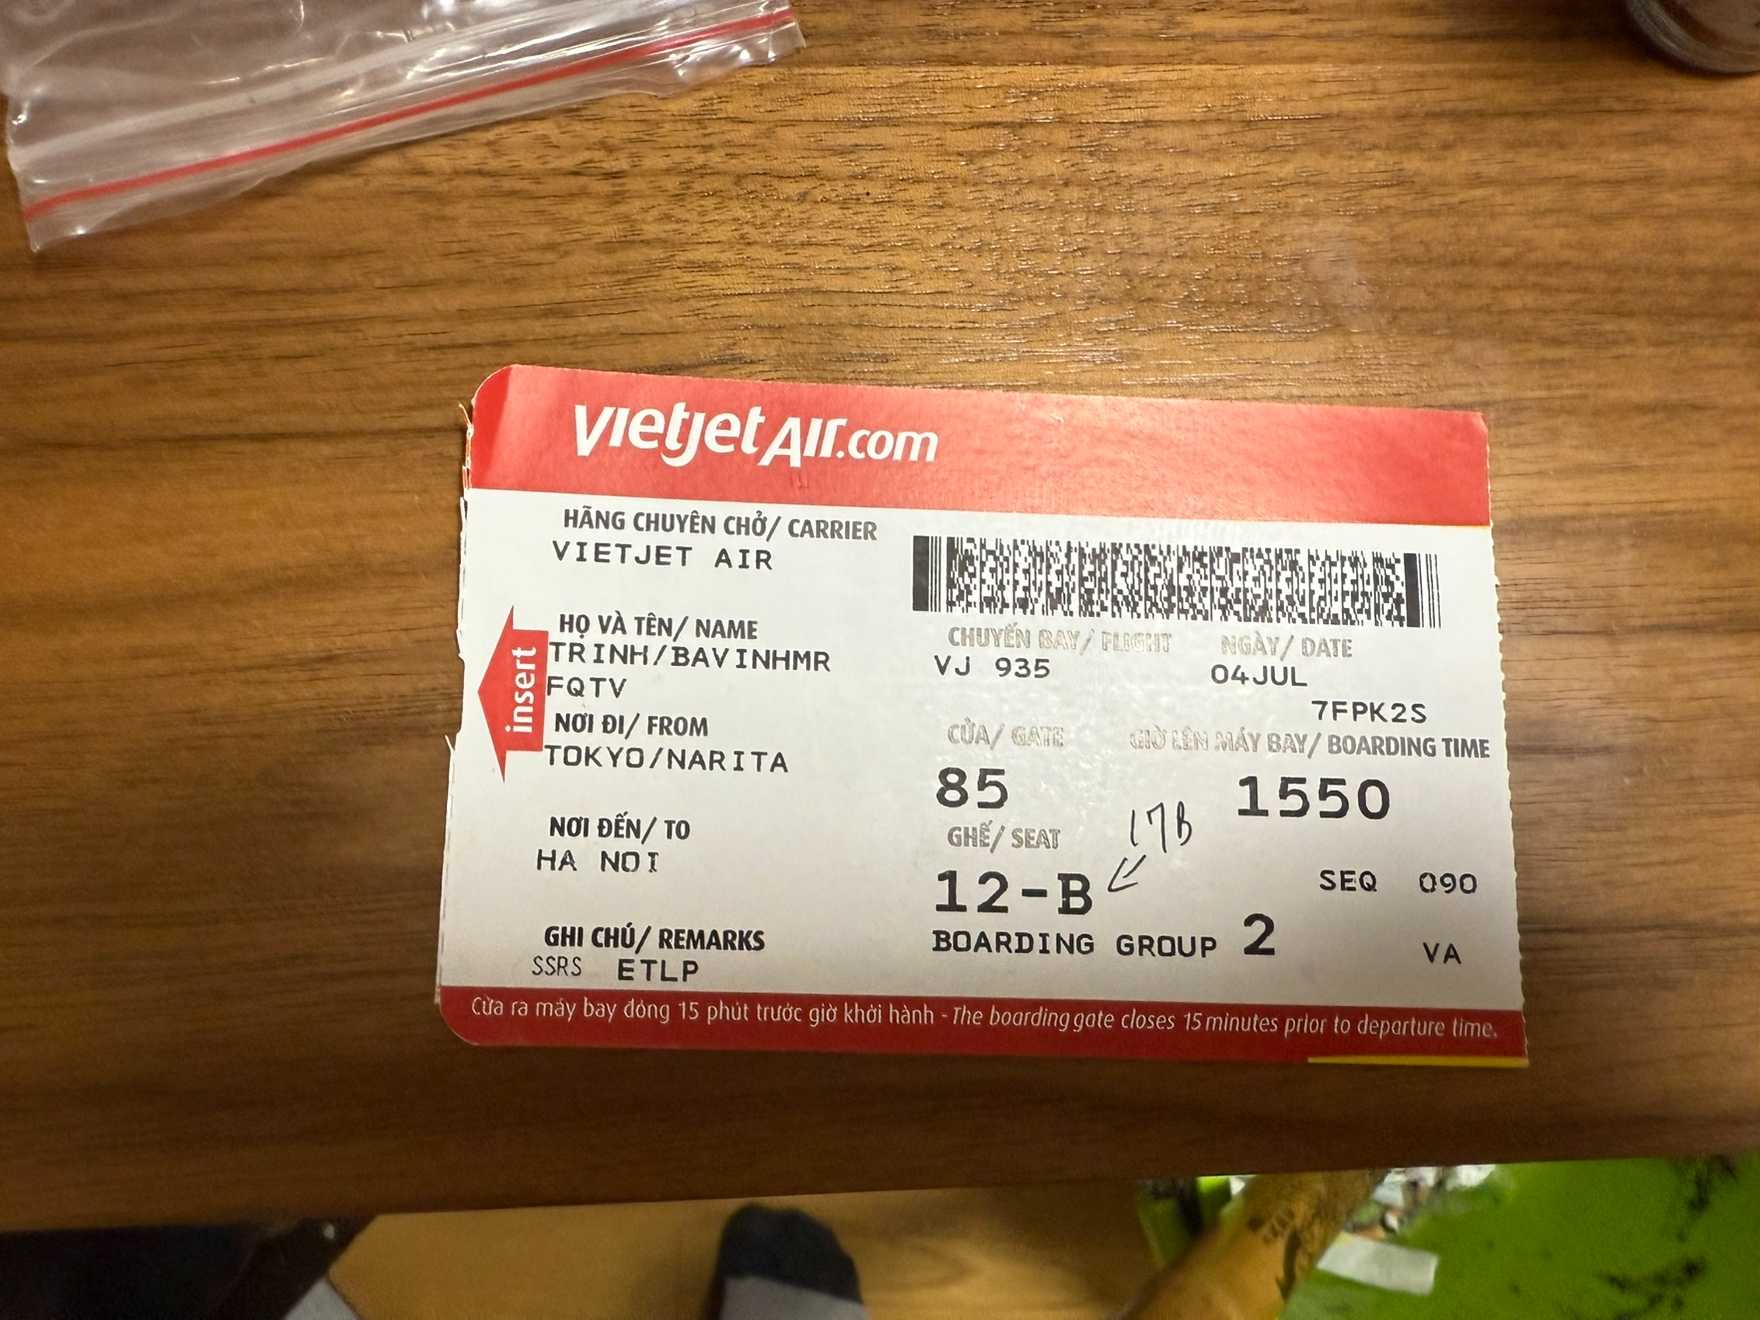 vietjetAir.com
HÃNG CHUYÊN CHỞ/ CARRIER
VIETJET AIR
HỌ VÀ TÊN/ NAME
TRINH/BAVINHMR
FQTV
insert
NƠI ĐI/ FROM
TOKYO/NARITA
NƠI ĐẾN/ TO
HA NOI
GHI CHÚ/ REMARKS
SSRS ETLP
CHUYẾN BAY/ FLIGHT NGÀY/ DATE
VJ 935 04JUL
7FPK2S
CỬA/ GATE GIỜ LÊN MÁY BAY/ BOARDING TIME
85 1550
GHẾ/ SEAT 17B
12-B SEQ 090
BOARDING GROUP 2 VA
Cửa ra máy bay đóng 15 phút trước giờ khởi hành - The boarding gate closes 15 minutes prior to departure time.